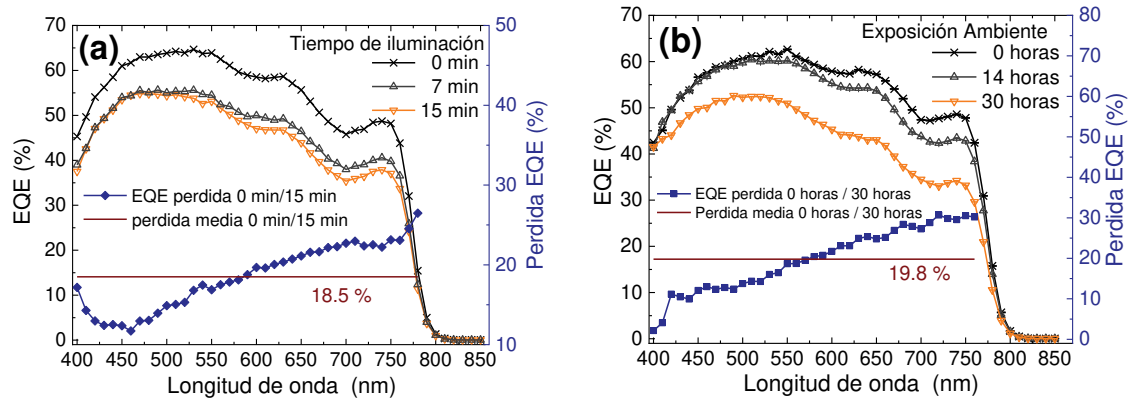 (a)
Tiempo de iluminación
0 min
7 min
15 min
EQE perdida 0 min/15 min
perdida media 0 min/15 min
18.5 %
EQE (%)
70
60
50
40
30
20
10
0
Perdida EQE (%)
50
40
30
20
10
400 450 500 550 600 650 700 750 800 850
Longitud de onda (nm)
(b)
Exposición Ambiente
0 horas
14 horas
30 horas
EQE perdida 0 horas / 30 horas
Perdida media 0 horas / 30 horas
19.8 %
EQE (%)
70
60
50
40
30
20
10
0
Perdida EQE (%)
80
70
60
50
40
30
20
10
0
400 450 500 550 600 650 700 750 800 850
Longitud de onda (nm)